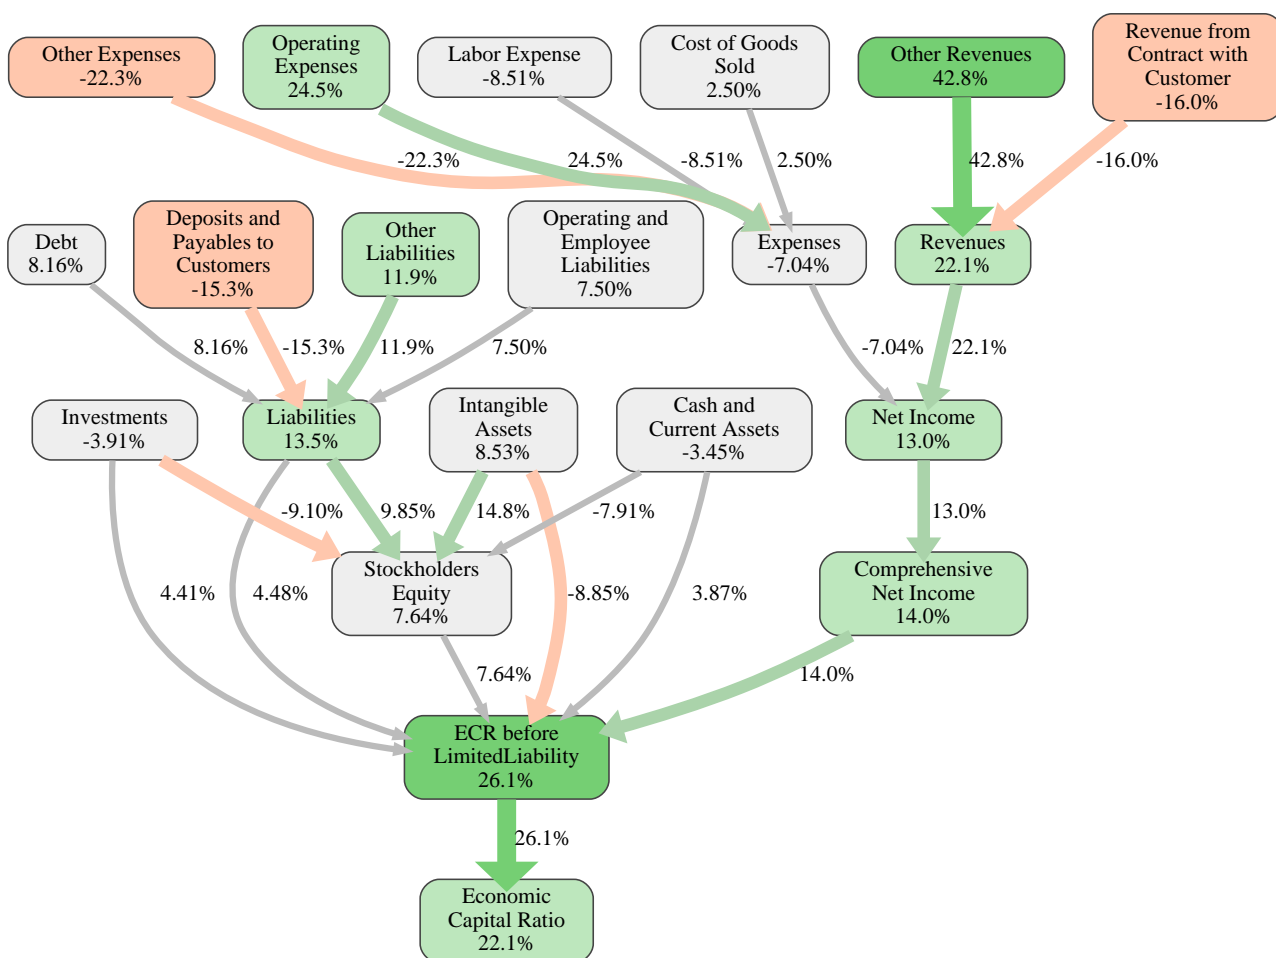 Other Expenses
-22.3%
Operating
Expenses
24.5%
Labor Expense
-8.51%
Cost of Goods
Sold
2.50%
Other Revenues
42.8%
Revenue from
Contract with
Customer
-16.0%
-22.3%
24.5%
-8.51%
2.50%
42.8%
-16.0%
Debt
8.16%
Deposits and
Payables to
Customers
-15.3%
Other
Liabilities
11.9%
Operating and
Employee
Liabilities
7.50%
Expenses
-7.04%
Revenues
22.1%
8.16%
-15.3%
11.9%
7.50%
-7.04%
22.1%
Investments
-3.91%
Liabilities
13.5%
Intangible
Assets
8.53%
Cash and
Current Assets
-3.45%
Net Income
13.0%
-9.10%
9.85%
14.8%
-7.91%
13.0%
Stockholders
Equity
7.64%
Comprehensive
Net Income
14.0%
4.41%
4.48%
-8.85%
3.87%
7.64%
14.0%
ECR before
LimitedLiability
26.1%
26.1%
Economic
Capital Ratio
22.1%